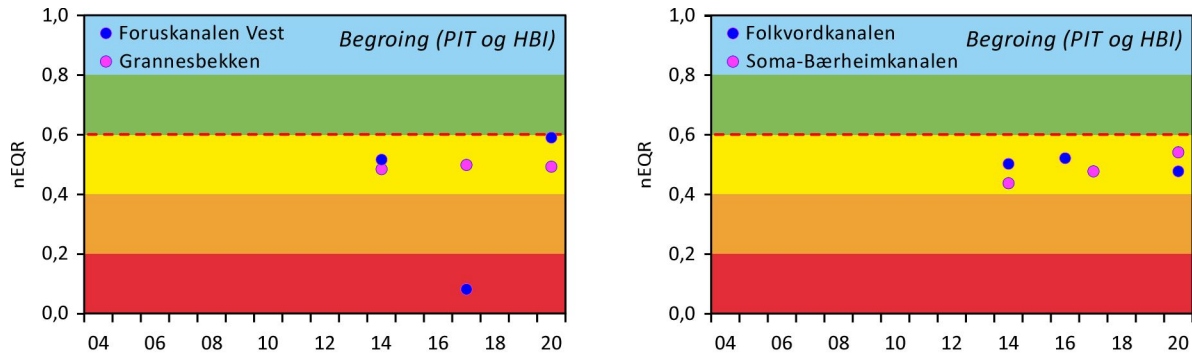 1,0
0,8
0,6
0,4
0,2
0,0
nEQR
Foruskanalen Vest
Grannesbekken
Begroing (PIT og HBI)
04 06 08 10 12 14 16 18 20
1,0
0,8
0,6
0,4
0,2
0,0
nEQR
Folkvordkanalen
Soma-Bærheimkanalen
Begroing (PIT og HBI)
04 06 08 10 12 14 16 18 20